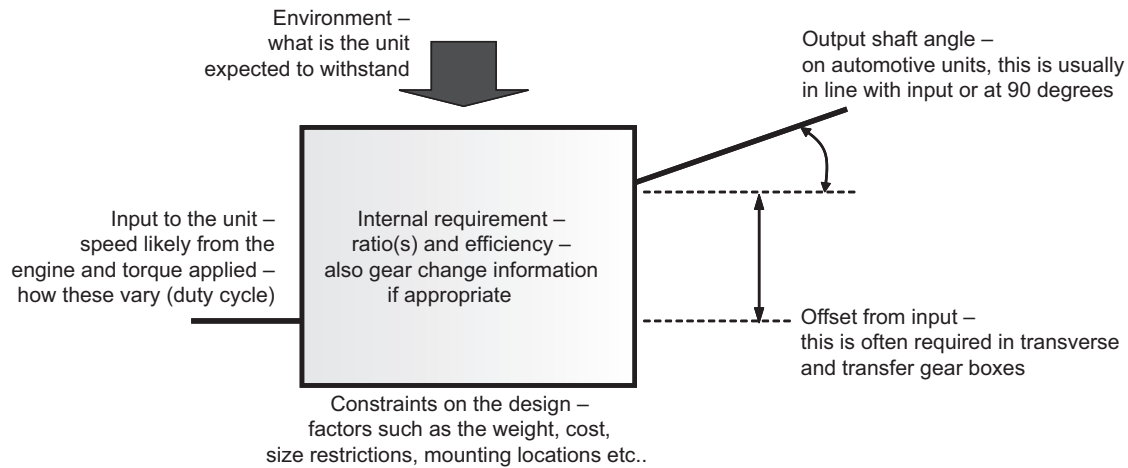 Environment –
what is the unit
expected to withstand
Output shaft angle –
on automotive units, this is usually
in line with input or at 90 degrees
Input to the unit –
speed likely from the
engine and torque applied –
how these vary (duty cycle)
Internal requirement –
ratio(s) and efficiency –
also gear change information
if appropriate
Offset from input –
this is often required in transverse
and transfer gear boxes
Constraints on the design –
factors such as the weight, cost,
size restrictions, mounting locations etc..